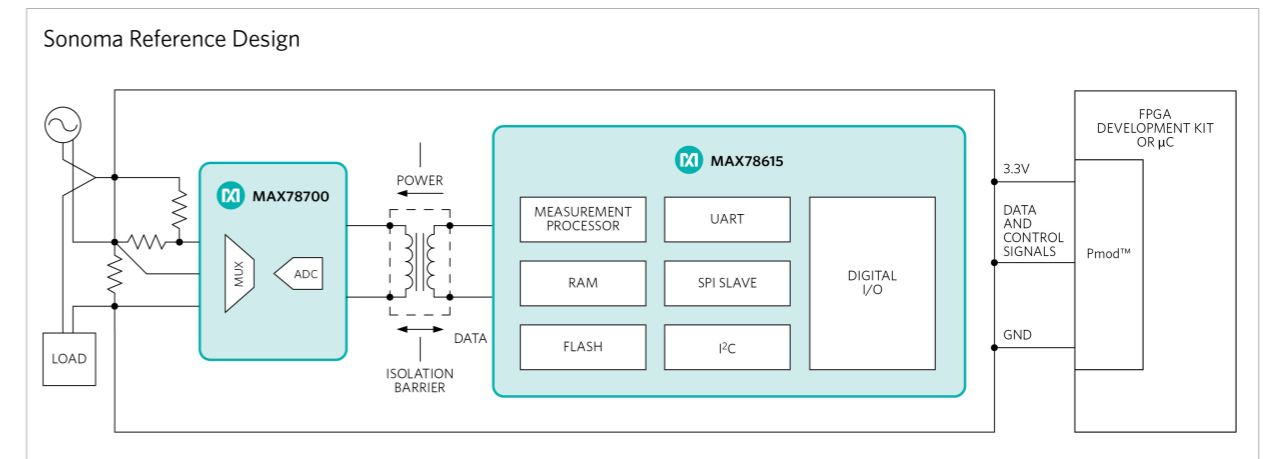 Sonoma Reference Design
MAX78700
MUX
ADC
LOAD
POWER
DATA
ISOLATION
BARRIER
MAX78615
MEASUREMENT
PROCESSOR
UART
RAM
SPI SLAVE
FLASH
I²C
DIGITAL
I/O
3.3V
DATA
AND
CONTROL
SIGNALS
GND
FPGA
DEVELOPMENT KIT
OR µC
Pmod™